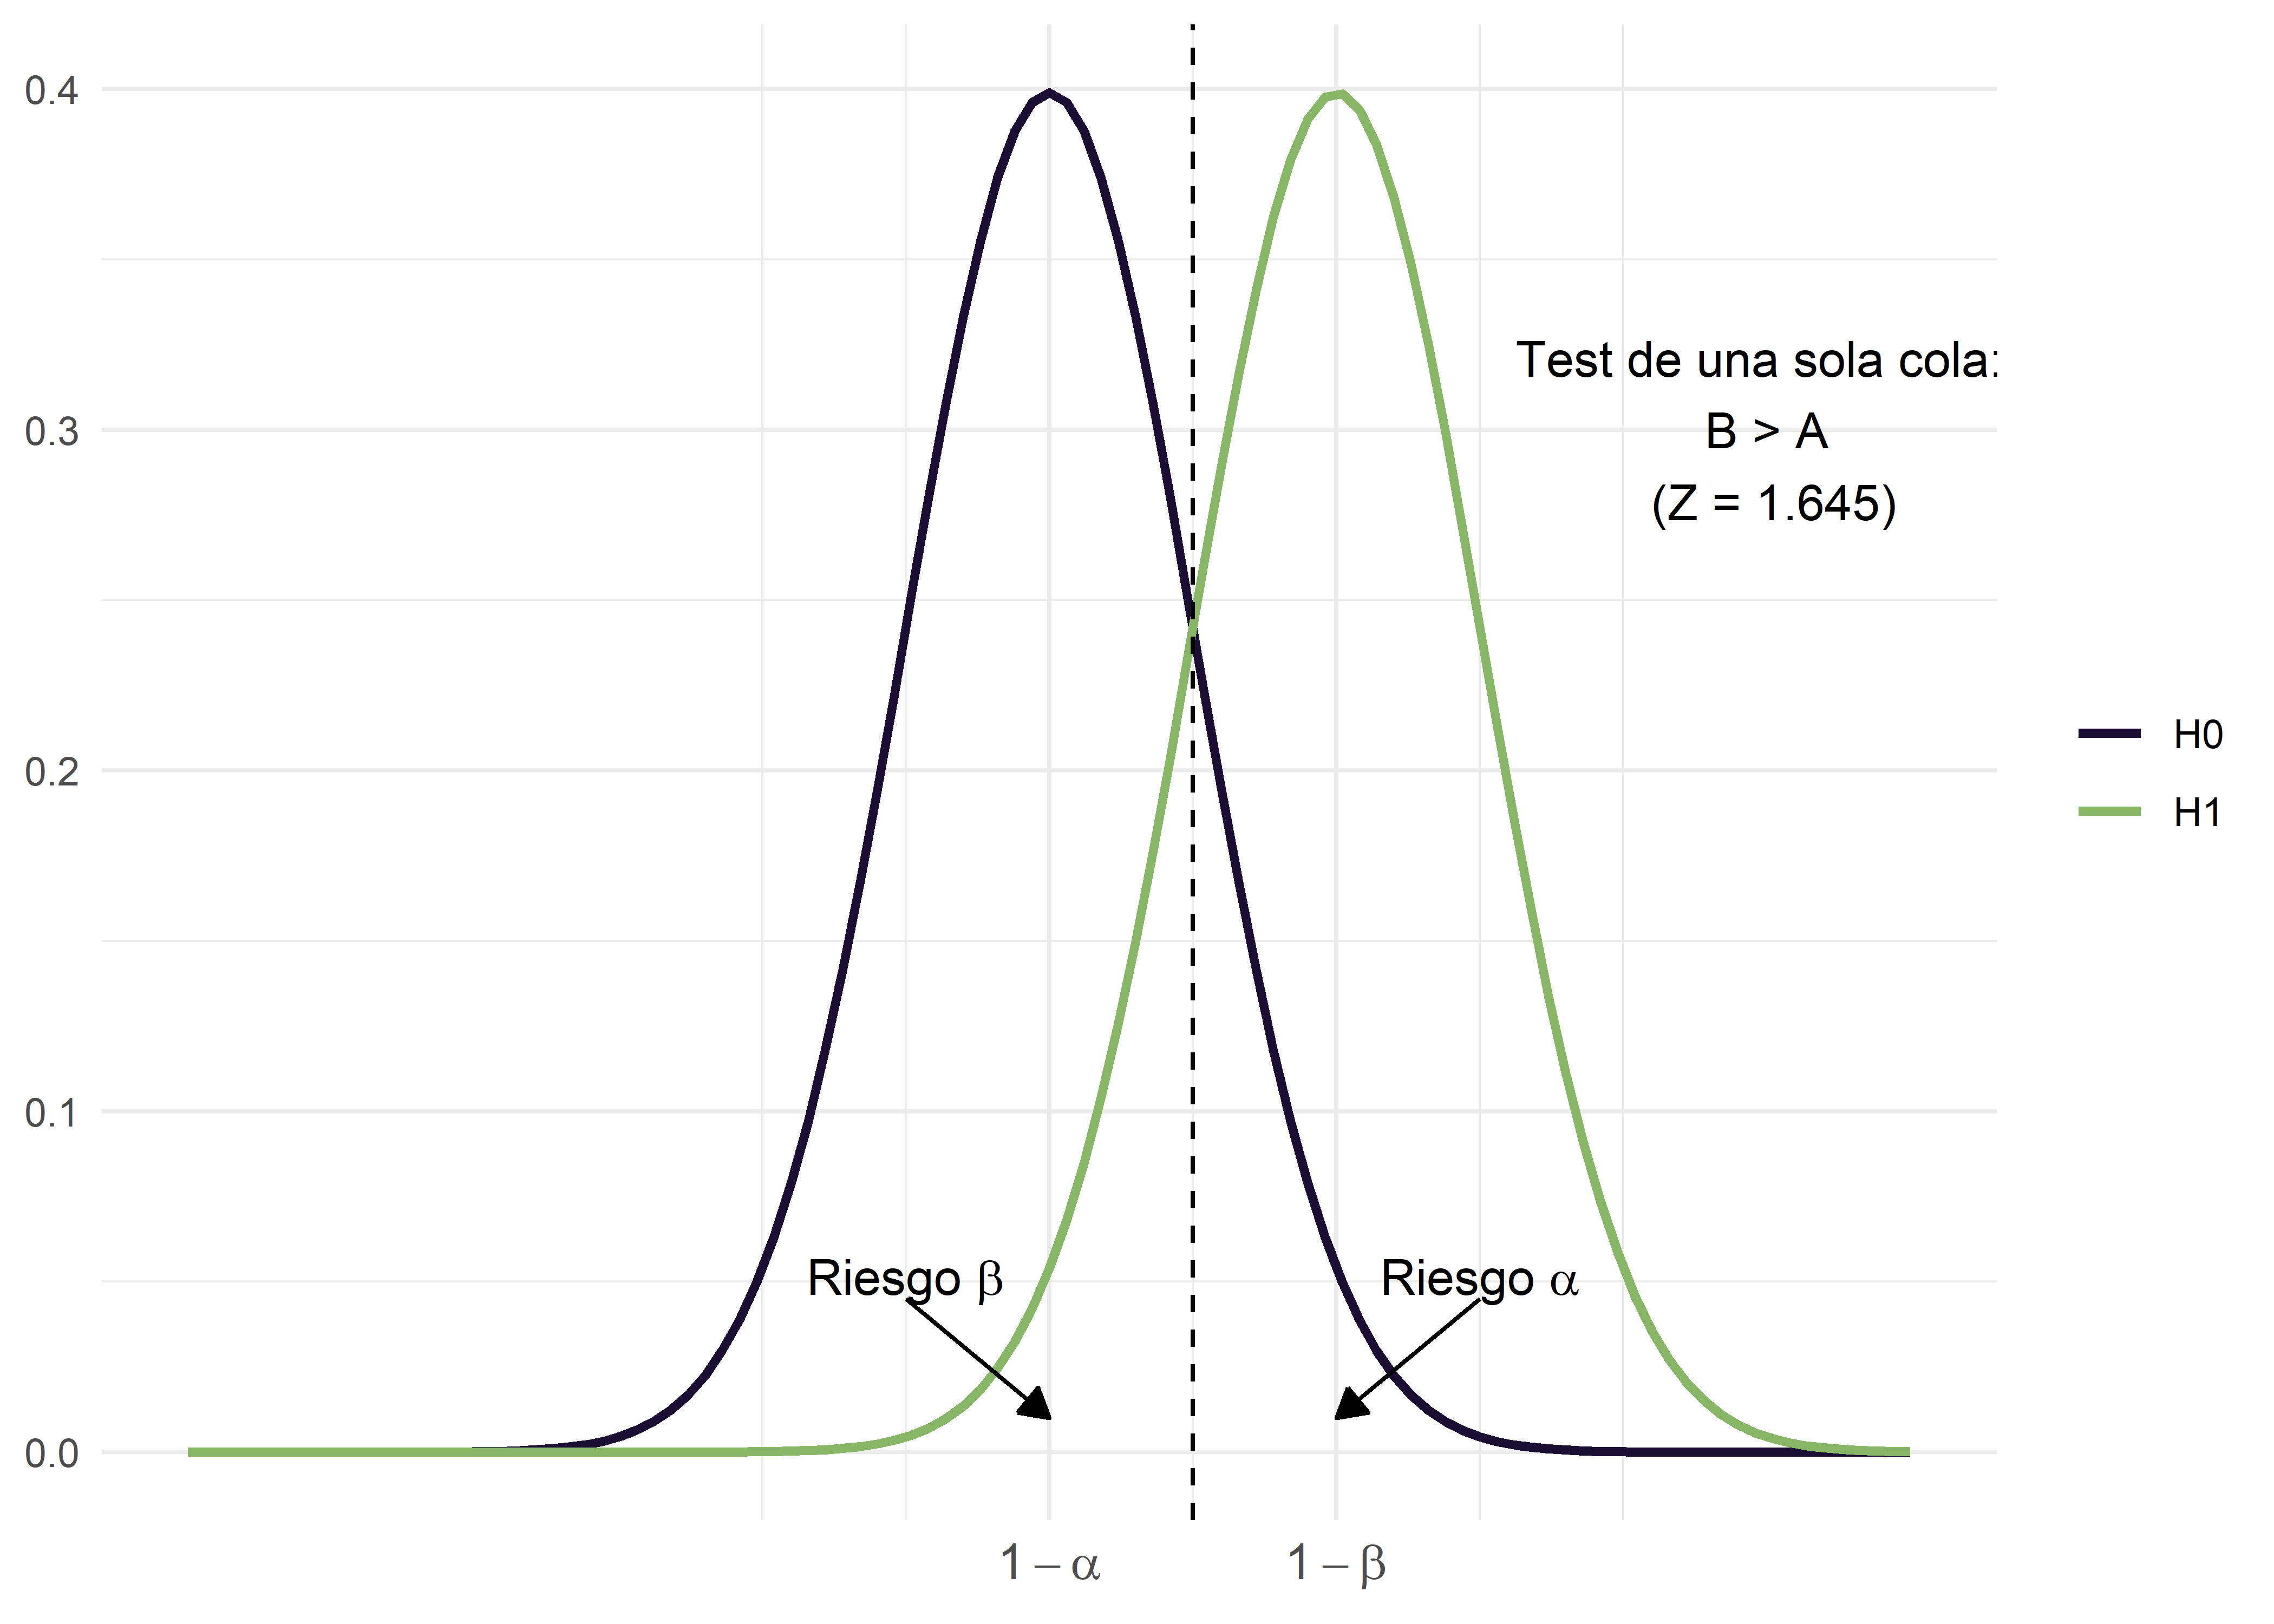 0.4
0.3
0.2
0.1
0.0
Test de una sola cola:
B > A
(Z = 1.645)
H0
H1
Riesgo β
Riesgo α
1 − α
1 − β